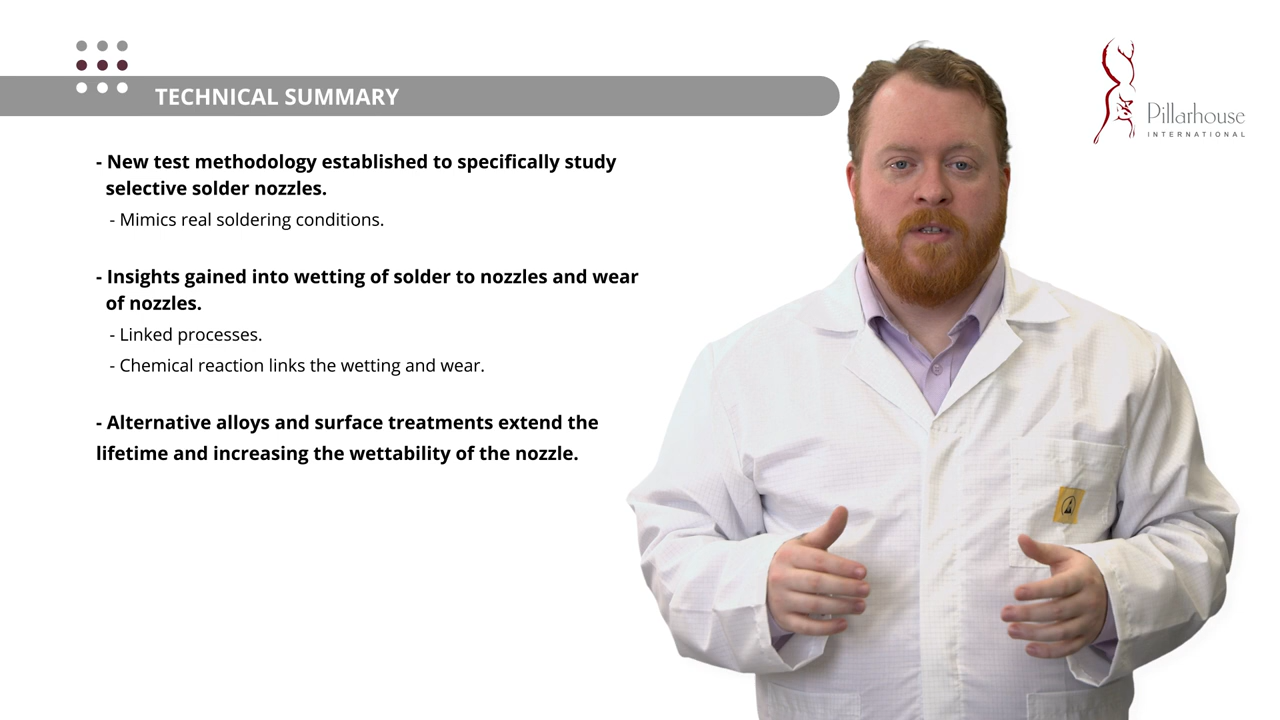 TECHNICAL SUMMARY
- New test methodology established to specifically study
selective solder nozzles.
- Mimics real soldering conditions.
- Insights gained into wetting of solder to nozzles and wear
of nozzles.
- Linked processes.
- Chemical reaction links the wetting and wear.
- Alternative alloys and surface treatments extend the
lifetime and increasing the wettability of the nozzle.
Pillarhouse
INTERNATIONAL